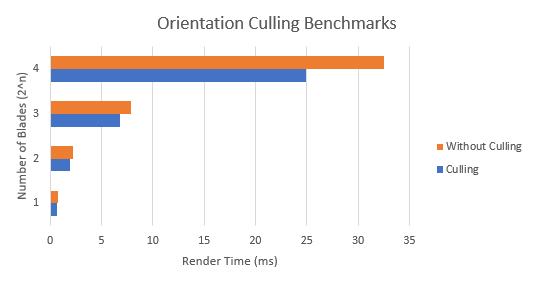 Orientation Culling Benchmarks
Number of Blades (2^n)
4
3
2
1
0 5 10 15 20 25 30 35
Render Time (ms)
Without Culling
Culling